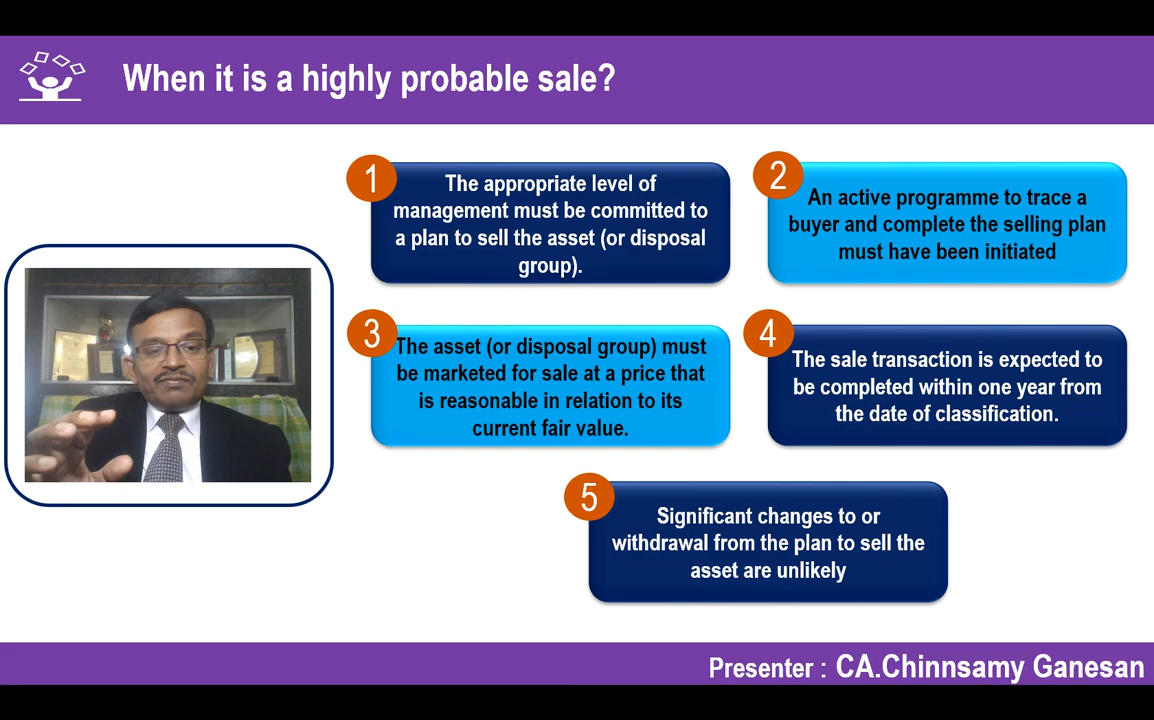 When it is a highly probable sale?
1
The appropriate level of
management must be committed to
a plan to sell the asset (or disposal
group).
2
An active programme to trace a
buyer and complete the selling plan
must have been initiated
3
The asset (or disposal group) must
be marketed for sale at a price that
is reasonable in relation to its
current fair value.
4
The sale transaction is expected to
be completed within one year from
the date of classification.
5
Significant changes to or
withdrawal from the plan to sell the
asset are unlikely
Presenter : CA.Chinnsamy Ganesan